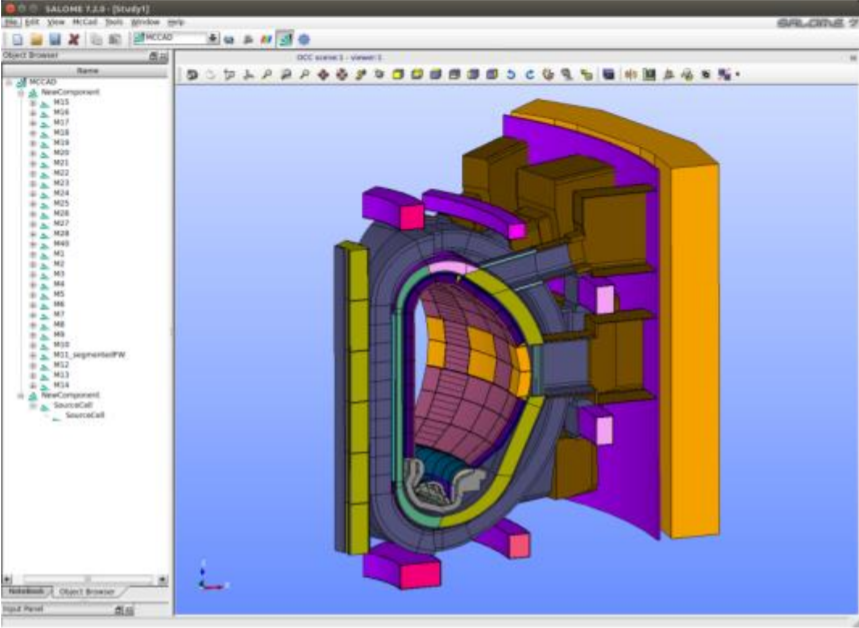 SALOME 7.2.0 - [Study1]
File Edit View McCad Tools Window Help
SALOME 7
MCCAD
Object Browser
OCC scene:1 - viewer:1
Name
MCCAD
NewComponent
M15
M16
M17
M18
M19
M20
M21
M22
M23
M24
M25
M26
M27
M28
M40
M1
M2
M3
M4
M5
M6
M7
M8
M9
M10
M11_segmentedFW
M12
M13
M14
NewComponent
SourceCell
SourceCell
NoteBook
Object Browser
Input Panel